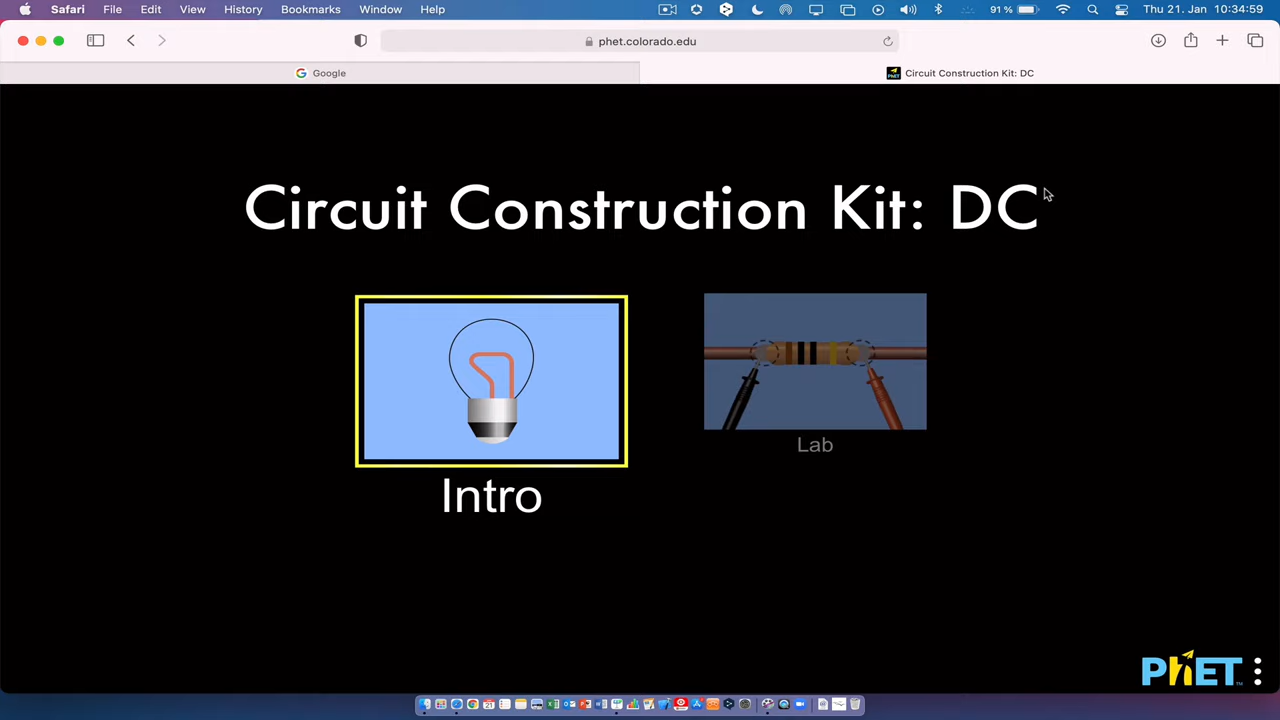 Safari File Edit View History Bookmarks Window Help 91 % Thu 21. Jan 10:34:59
phet.colorado.edu
Google
Circuit Construction Kit: DC
Circuit Construction Kit: DC
Lab
Intro
PhET